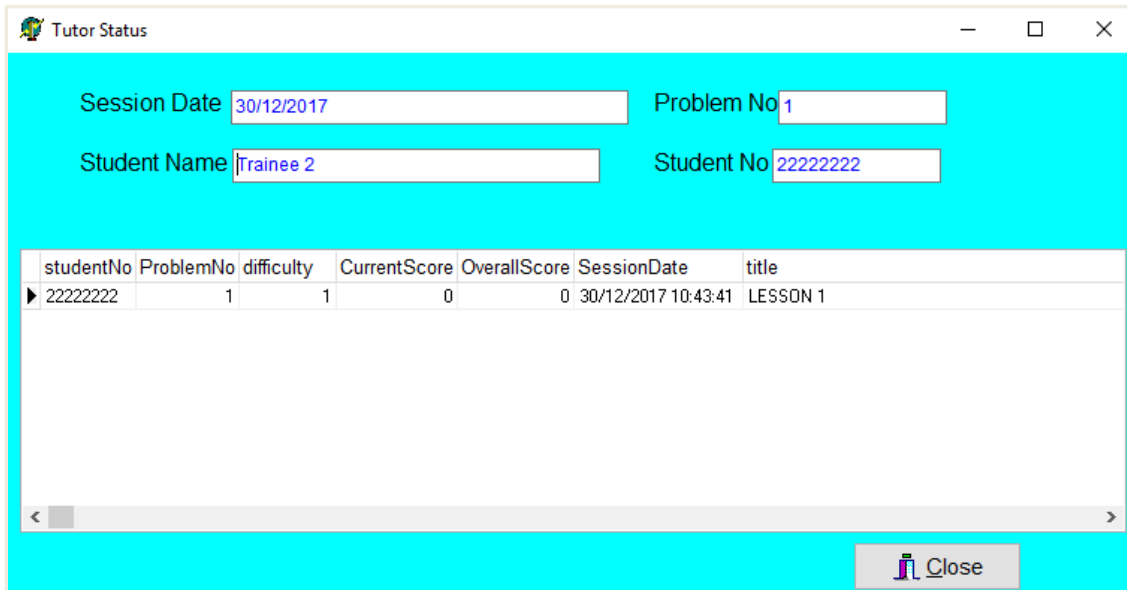 Tutor Status
Session Date 30/12/2017 Problem No 1
Student Name Trainee 2 Student No 22222222
studentNo ProblemNo difficulty CurrentScore OverallScore SessionDate title
22222222 1 1 0 0 30/12/2017 10:43:41 LESSON 1
Close